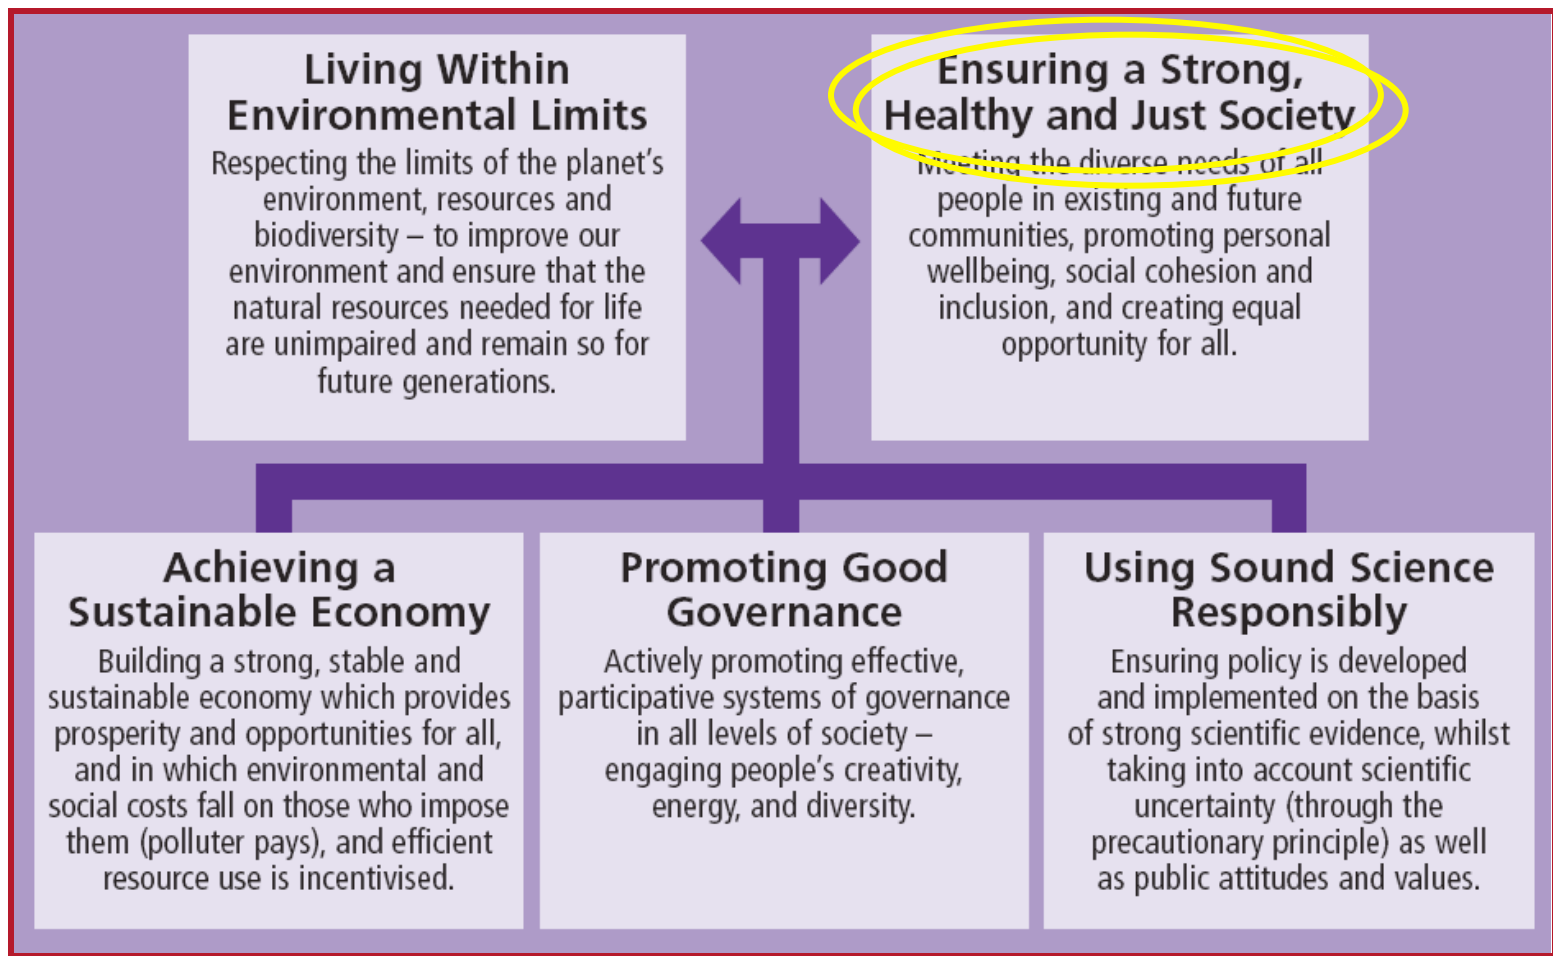 Living Within
Environmental Limits
Respecting the limits of the planet’s
environment, resources and
biodiversity – to improve our
environment and ensure that the
natural resources needed for life
are unimpaired and remain so for
future generations.
Ensuring a Strong,
Healthy and Just Society
Meeting the diverse needs of all
people in existing and future
communities, promoting personal
wellbeing, social cohesion and
inclusion, and creating equal
opportunity for all.
Achieving a
Sustainable Economy
Building a strong, stable and
sustainable economy which provides
prosperity and opportunities for all,
and in which environmental and
social costs fall on those who impose
them (polluter pays), and efficient
resource use is incentivised.
Promoting Good
Governance
Actively promoting effective,
participative systems of governance
in all levels of society –
engaging people’s creativity,
energy, and diversity.
Using Sound Science
Responsibly
Ensuring policy is developed
and implemented on the basis
of strong scientific evidence, whilst
taking into account scientific
uncertainty (through the
precautionary principle) as well
as public attitudes and values.